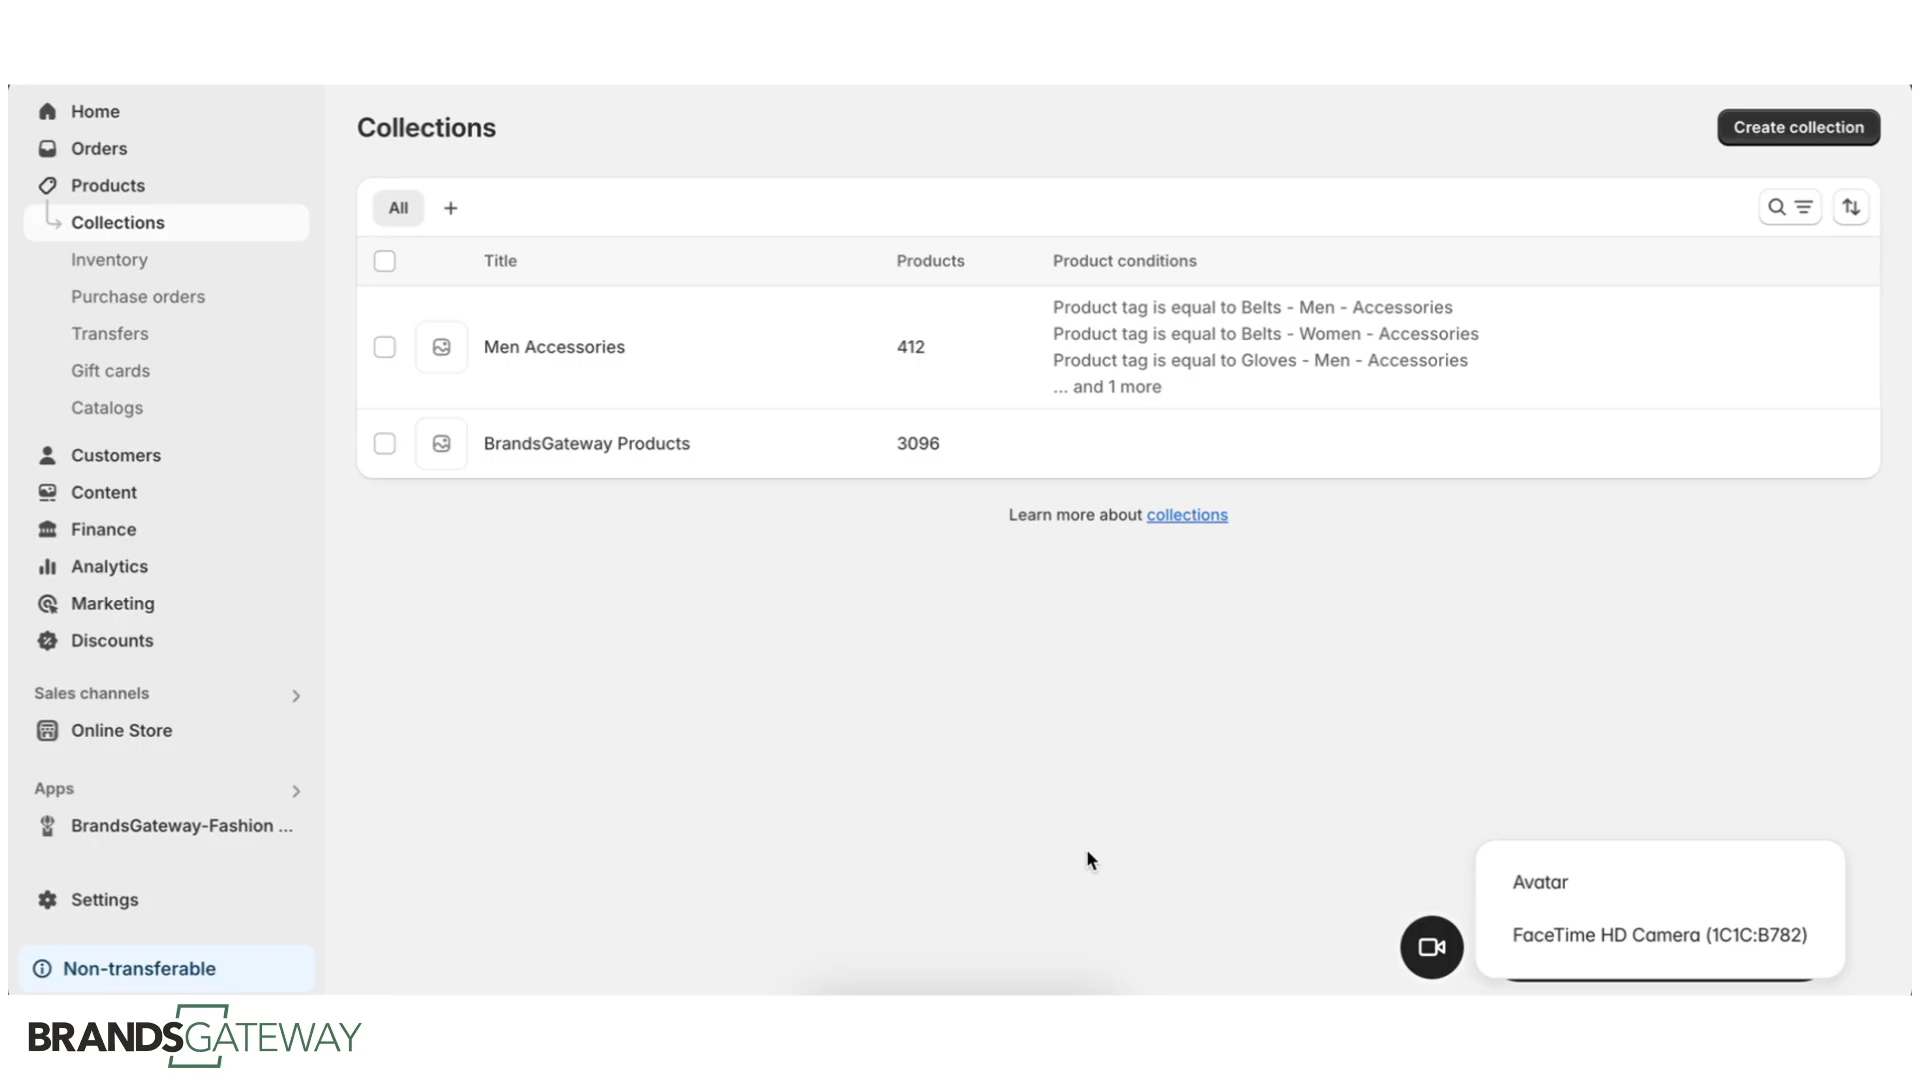 Home
Orders
Products
Collections
Inventory
Purchase orders
Transfers
Gift cards
Catalogs
Customers
Content
Finance
Analytics
Marketing
Discounts
Sales channels
Online Store
Apps
BrandsGateway-Fashion ...
Settings
Non-transferable
Collections
Create collection
All +
Title Products Product conditions
Men Accessories 412
Product tag is equal to Belts - Men - Accessories
Product tag is equal to Belts - Women - Accessories
Product tag is equal to Gloves - Men - Accessories
... and 1 more
BrandsGateway Products 3096
Learn more about collections
Avatar
FaceTime HD Camera (1C1C:B782)
BRANDSGATEWAY